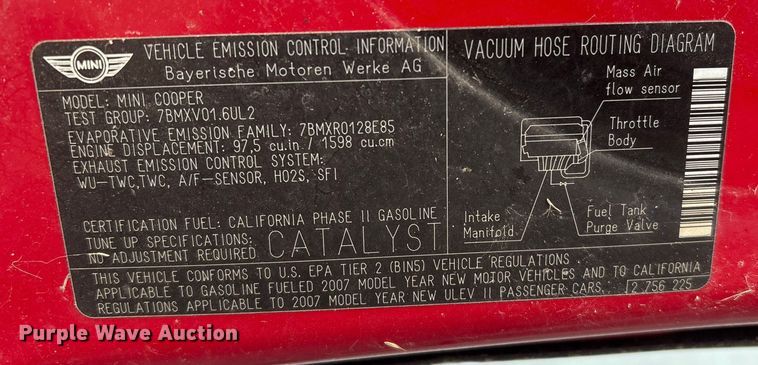 MINI
VEHICLE EMISSION CONTROL INFORMATION
Bayerische Motoren Werke AG
MODEL: MINI COOPER
TEST GROUP: 7BMXV01.6UL2
EVAPORATIVE EMISSION FAMILY: 7BMXR0128E85
ENGINE DISPLACEMENT: 97,5 cu.in/ 1598 cu.cm
EXHAUST EMISSION CONTROL SYSTEM:
WU-TWC,TWC, A/F-SENSOR, HO2S, SFI
CERTIFICATION FUEL: CALIFORNIA PHASE II GASOLINE
TUNE UP SPECIFICATIONS:
NO ADJUSTMENT REQUIRED
CATALYST
VACUUM HOSE ROUTING DIAGRAM
Mass Air
flow sensor
Throttle
Body
Intake
Manifold
Fuel Tank
Purge Valve
THIS VEHICLE CONFORMS TO U.S. EPA TIER 2 (BIN5) VEHICLE REGULATIONS
APPLICABLE TO GASOLINE FUELED 2007 MODEL YEAR NEW MOTOR VEHICLES AND TO CALIFORNIA
REGULATIONS APPLICABLE TO 2007 MODEL YEAR NEW ULEV II PASSENGER CARS.
2 756 225
Purple Wave Auction